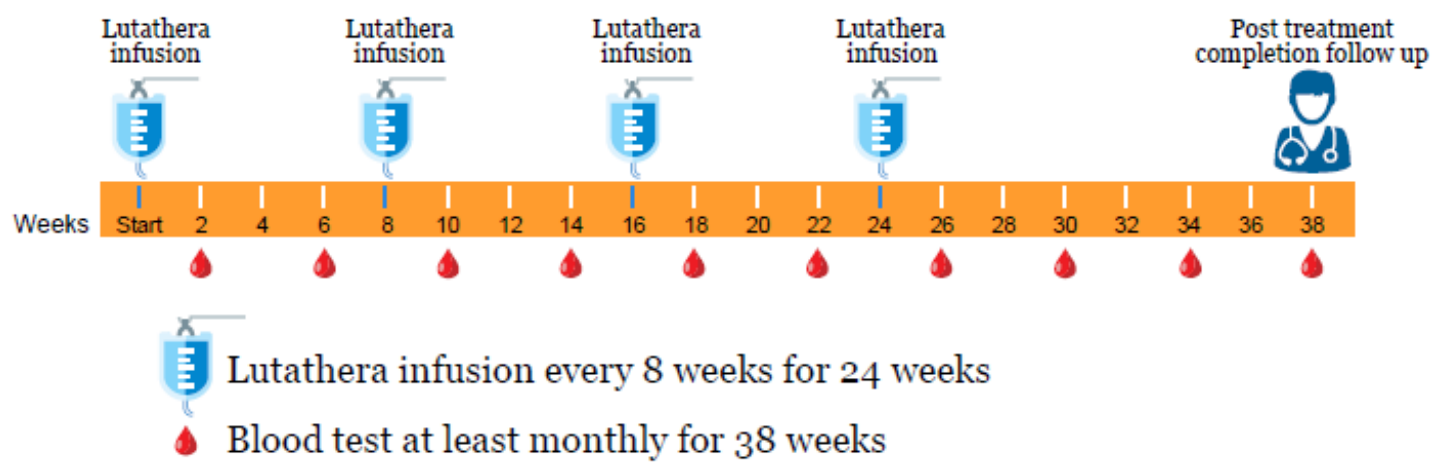 Lutathera
infusion
Lutathera
infusion
Lutathera
infusion
Lutathera
infusion
Post treatment
completion follow up
Weeks Start 2 4 6 8 10 12 14 16 18 20 22 24 26 28 30 32 34 36 38
Lutathera infusion every 8 weeks for 24 weeks
Blood test at least monthly for 38 weeks